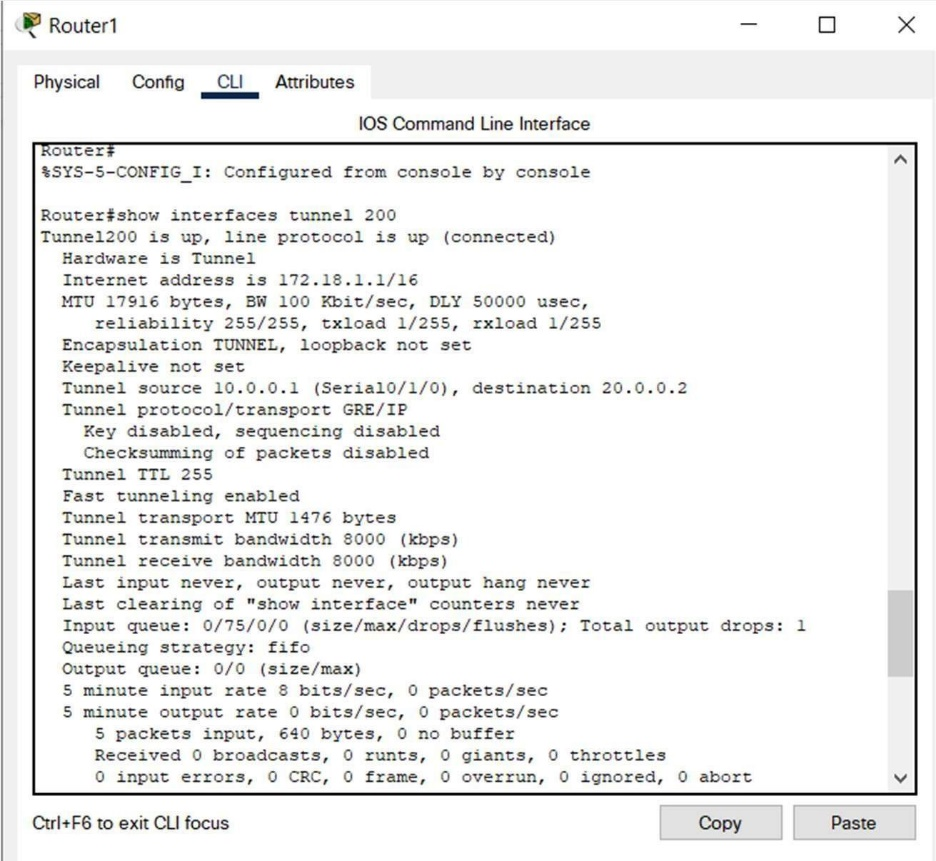 Router1
Physical Config CLI Attributes
IOS Command Line Interface
Router#
%SYS-5-CONFIG_I: Configured from console by console
Router#show interfaces tunnel 200
Tunnel200 is up, line protocol is up (connected)
Hardware is Tunnel
Internet address is 172.18.1.1/16
MTU 17916 bytes, BW 100 Kbit/sec, DLY 50000 usec,
reliability 255/255, txload 1/255, rxload 1/255
Encapsulation TUNNEL, loopback not set
Keepalive not set
Tunnel source 10.0.0.1 (Serial0/1/0), destination 20.0.0.2
Tunnel protocol/transport GRE/IP
Key disabled, sequencing disabled
Checksumming of packets disabled
Tunnel TTL 255
Fast tunneling enabled
Tunnel transport MTU 1476 bytes
Tunnel transmit bandwidth 8000 (kbps)
Tunnel receive bandwidth 8000 (kbps)
Last input never, output never, output hang never
Last clearing of "show interface" counters never
Input queue: 0/75/0/0 (size/max/drops/flushes); Total output drops: 1
Queueing strategy: fifo
Output queue: 0/0 (size/max)
5 minute input rate 8 bits/sec, 0 packets/sec
5 minute output rate 0 bits/sec, 0 packets/sec
5 packets input, 640 bytes, 0 no buffer
Received 0 broadcasts, 0 runts, 0 giants, 0 throttles
0 input errors, 0 CRC, 0 frame, 0 overrun, 0 ignored, 0 abort
Ctrl+F6 to exit CLI focus
Copy Paste